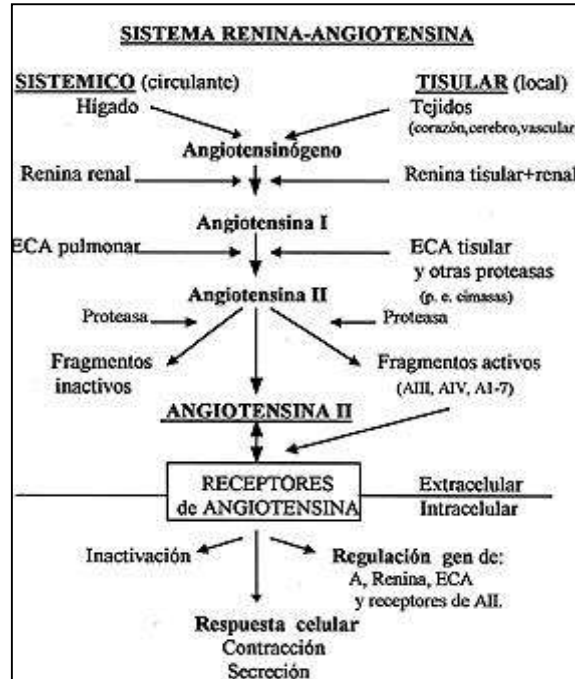 SISTEMA RENINA-ANGIOTENSINA
SISTEMICO (circulante)
Hígado
TISULAR (local)
Tejidos
(corazón,cerebro,vascular)
Angiotensinógeno
Renina renal
Renina tisular+renal
Angiotensina I
ECA pulmonar
ECA tisular
y otras proteasas
(p. e. cimasas)
Angiotensina II
Proteasa
Proteasa
Fragmentos
inactivos
Fragmentos activos
(AIII, AIV, A1-7)
ANGIOTENSINA II
RECEPTORES
de ANGIOTENSINA
Extracelular
Intracelular
Inactivación
Regulación gen de:
A, Renina, ECA
y receptores de AII.
Respuesta celular
Contracción
Secreción